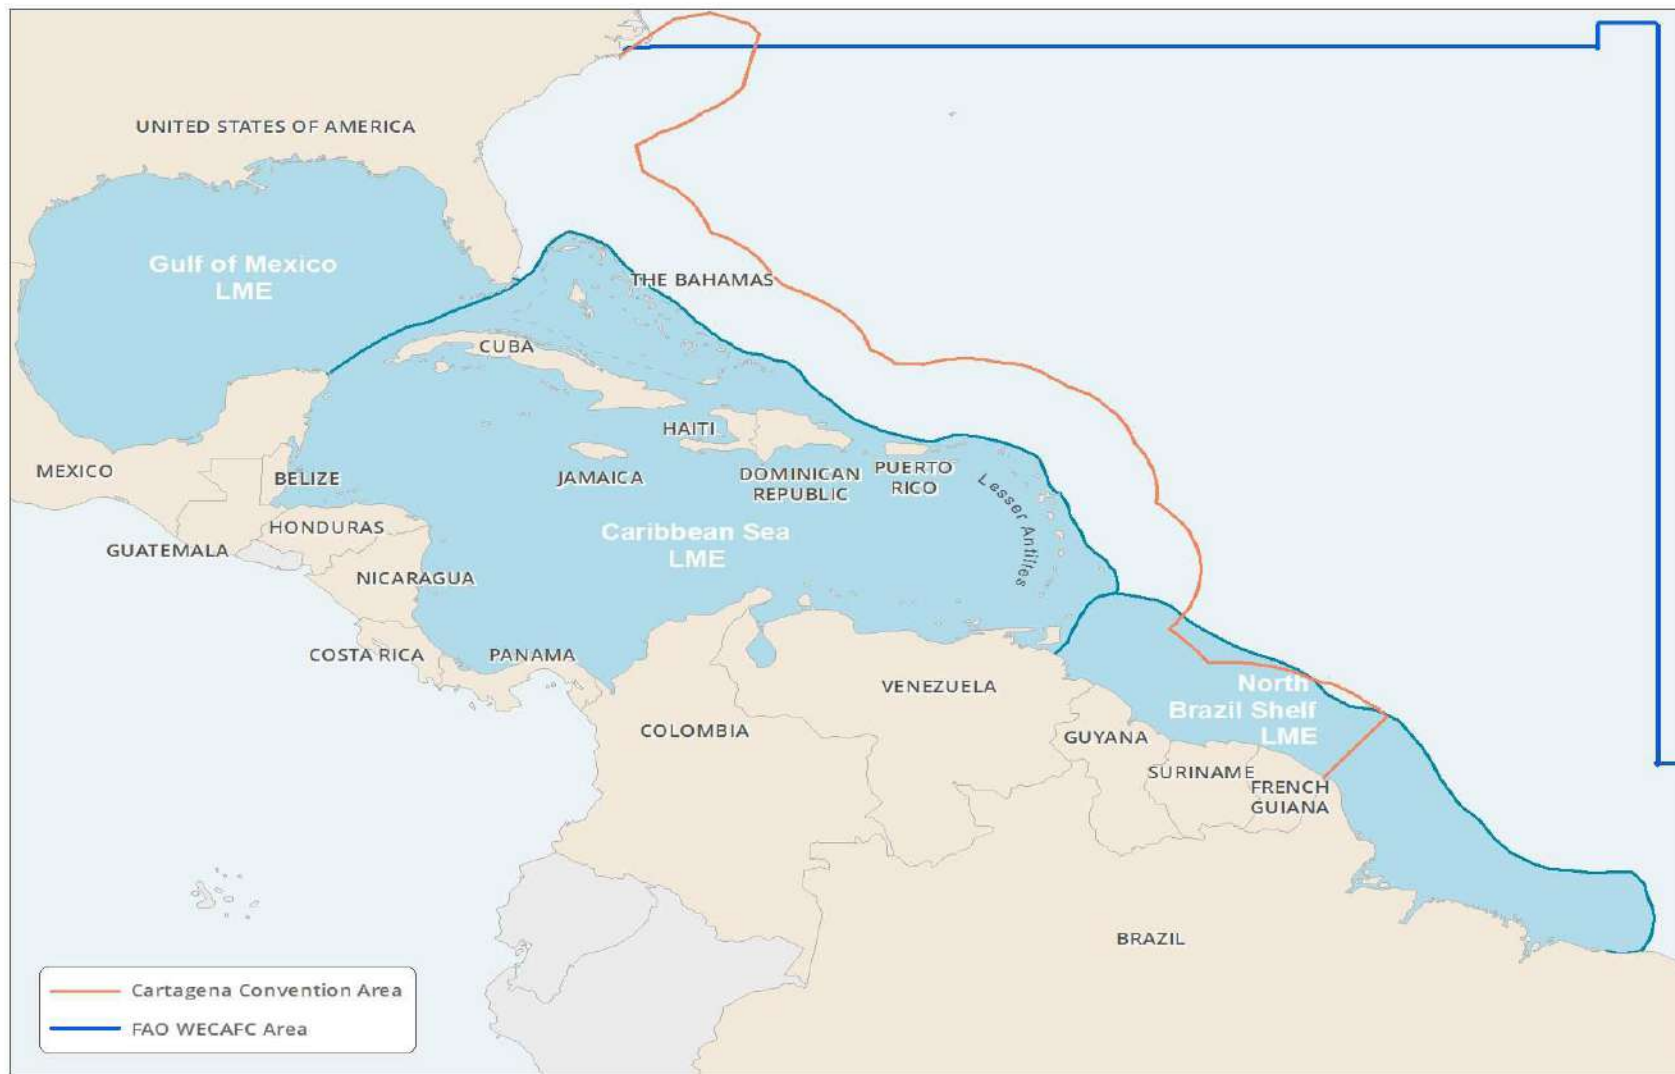 UNITED STATES OF AMERICA
Gulf of Mexico
LME
THE BAHAMAS
CUBA
HAITI
MEXICO
BELIZE
JAMAICA
DOMINICAN
REPUBLIC
PUERTO
RICO
Lesser Antilles
HONDURAS
Caribbean Sea
LME
GUATEMALA
NICARAGUA
COSTA RICA
PANAMA
VENEZUELA
North
Brazil Shelf
LME
COLOMBIA
GUYANA
SURINAME
FRENCH
GUIANA
BRAZIL
Cartagena Convention Area
FAO WECAFC Area